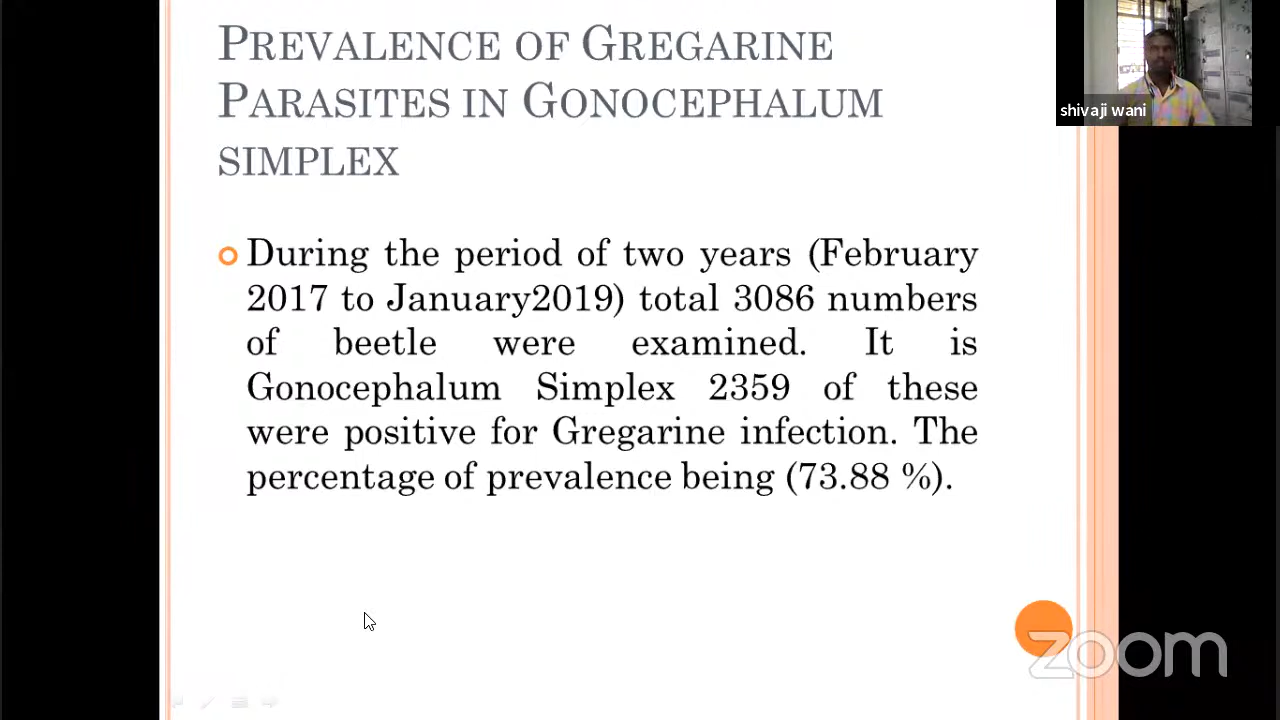 PREVALENCE OF GREGARINE
PARASITES IN GONOCEPHALUM
SIMPLEX
During the period of two years (February
2017 to January2019) total 3086 numbers
of beetle were examined. It is
Gonocephalum Simplex 2359 of these
were positive for Gregarine infection. The
percentage of prevalence being (73.88 %).
shivaji wani
zoom